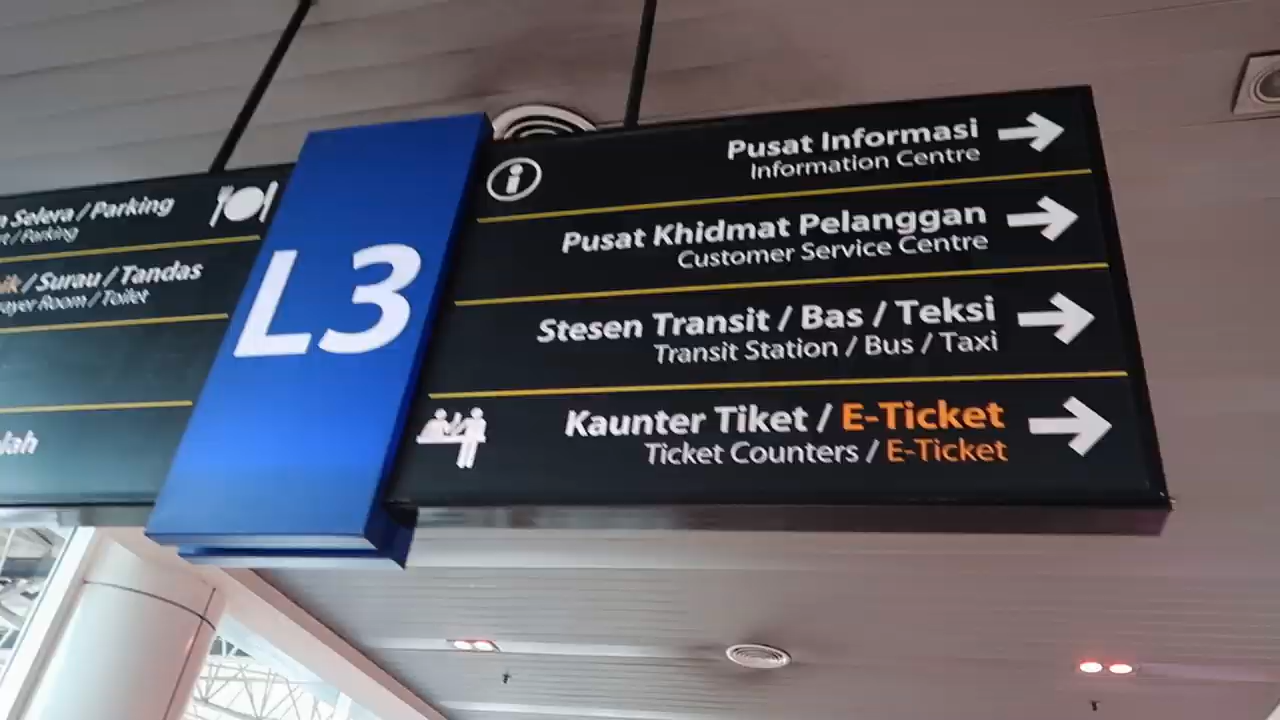 Selera / Parking
/ Parking
/ Surau / Tandas
Room / Toilet
L3
Pusat Informasi
Information Centre
Pusat Khidmat Pelanggan
Customer Service Centre
Stesen Transit / Bas / Teksi
Transit Station / Bus / Taxi
Kaunter Tiket / E-Ticket
Ticket Counters / E-Ticket